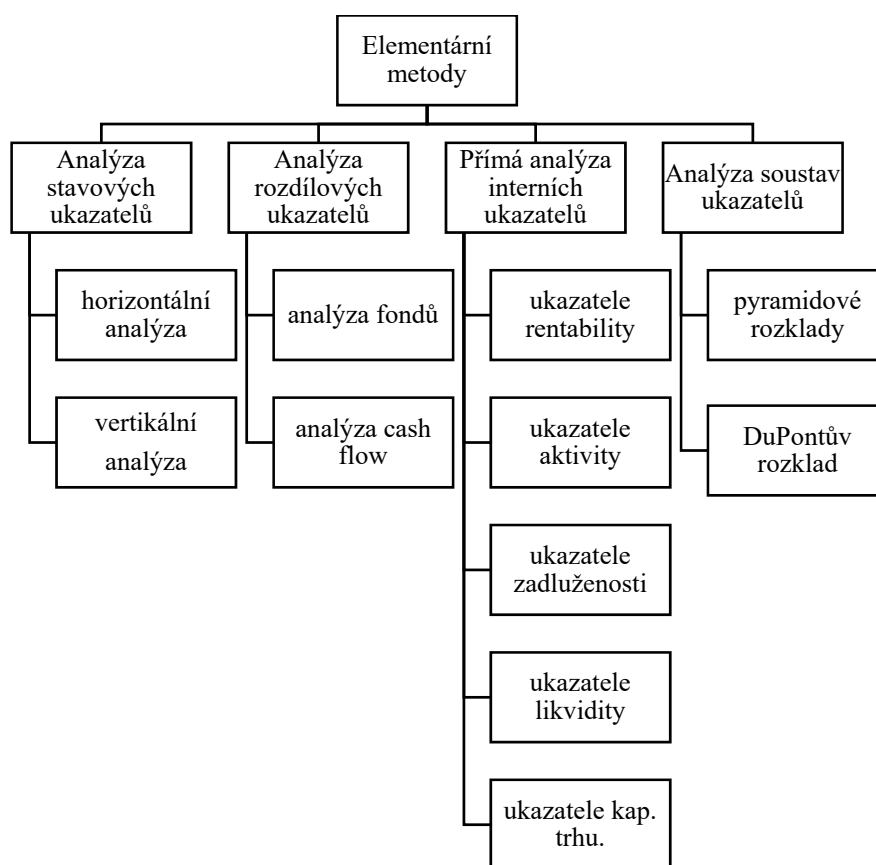 Elementární
metody
Analýza
stavových
ukazatelů
Analýza
rozdílových
ukazatelů
Přímá analýza
interních
ukazatelů
Analýza soustav
ukazatelů
horizontální
analýza
analýza fondů
ukazatele
rentability
pyramidové
rozklady
vertikální
analýza
analýza cash
flow
ukazatele
aktivity
DuPontův
rozklad
ukazatele
zadluženosti
ukazatele
likvidity
ukazatele kap.
trhu.